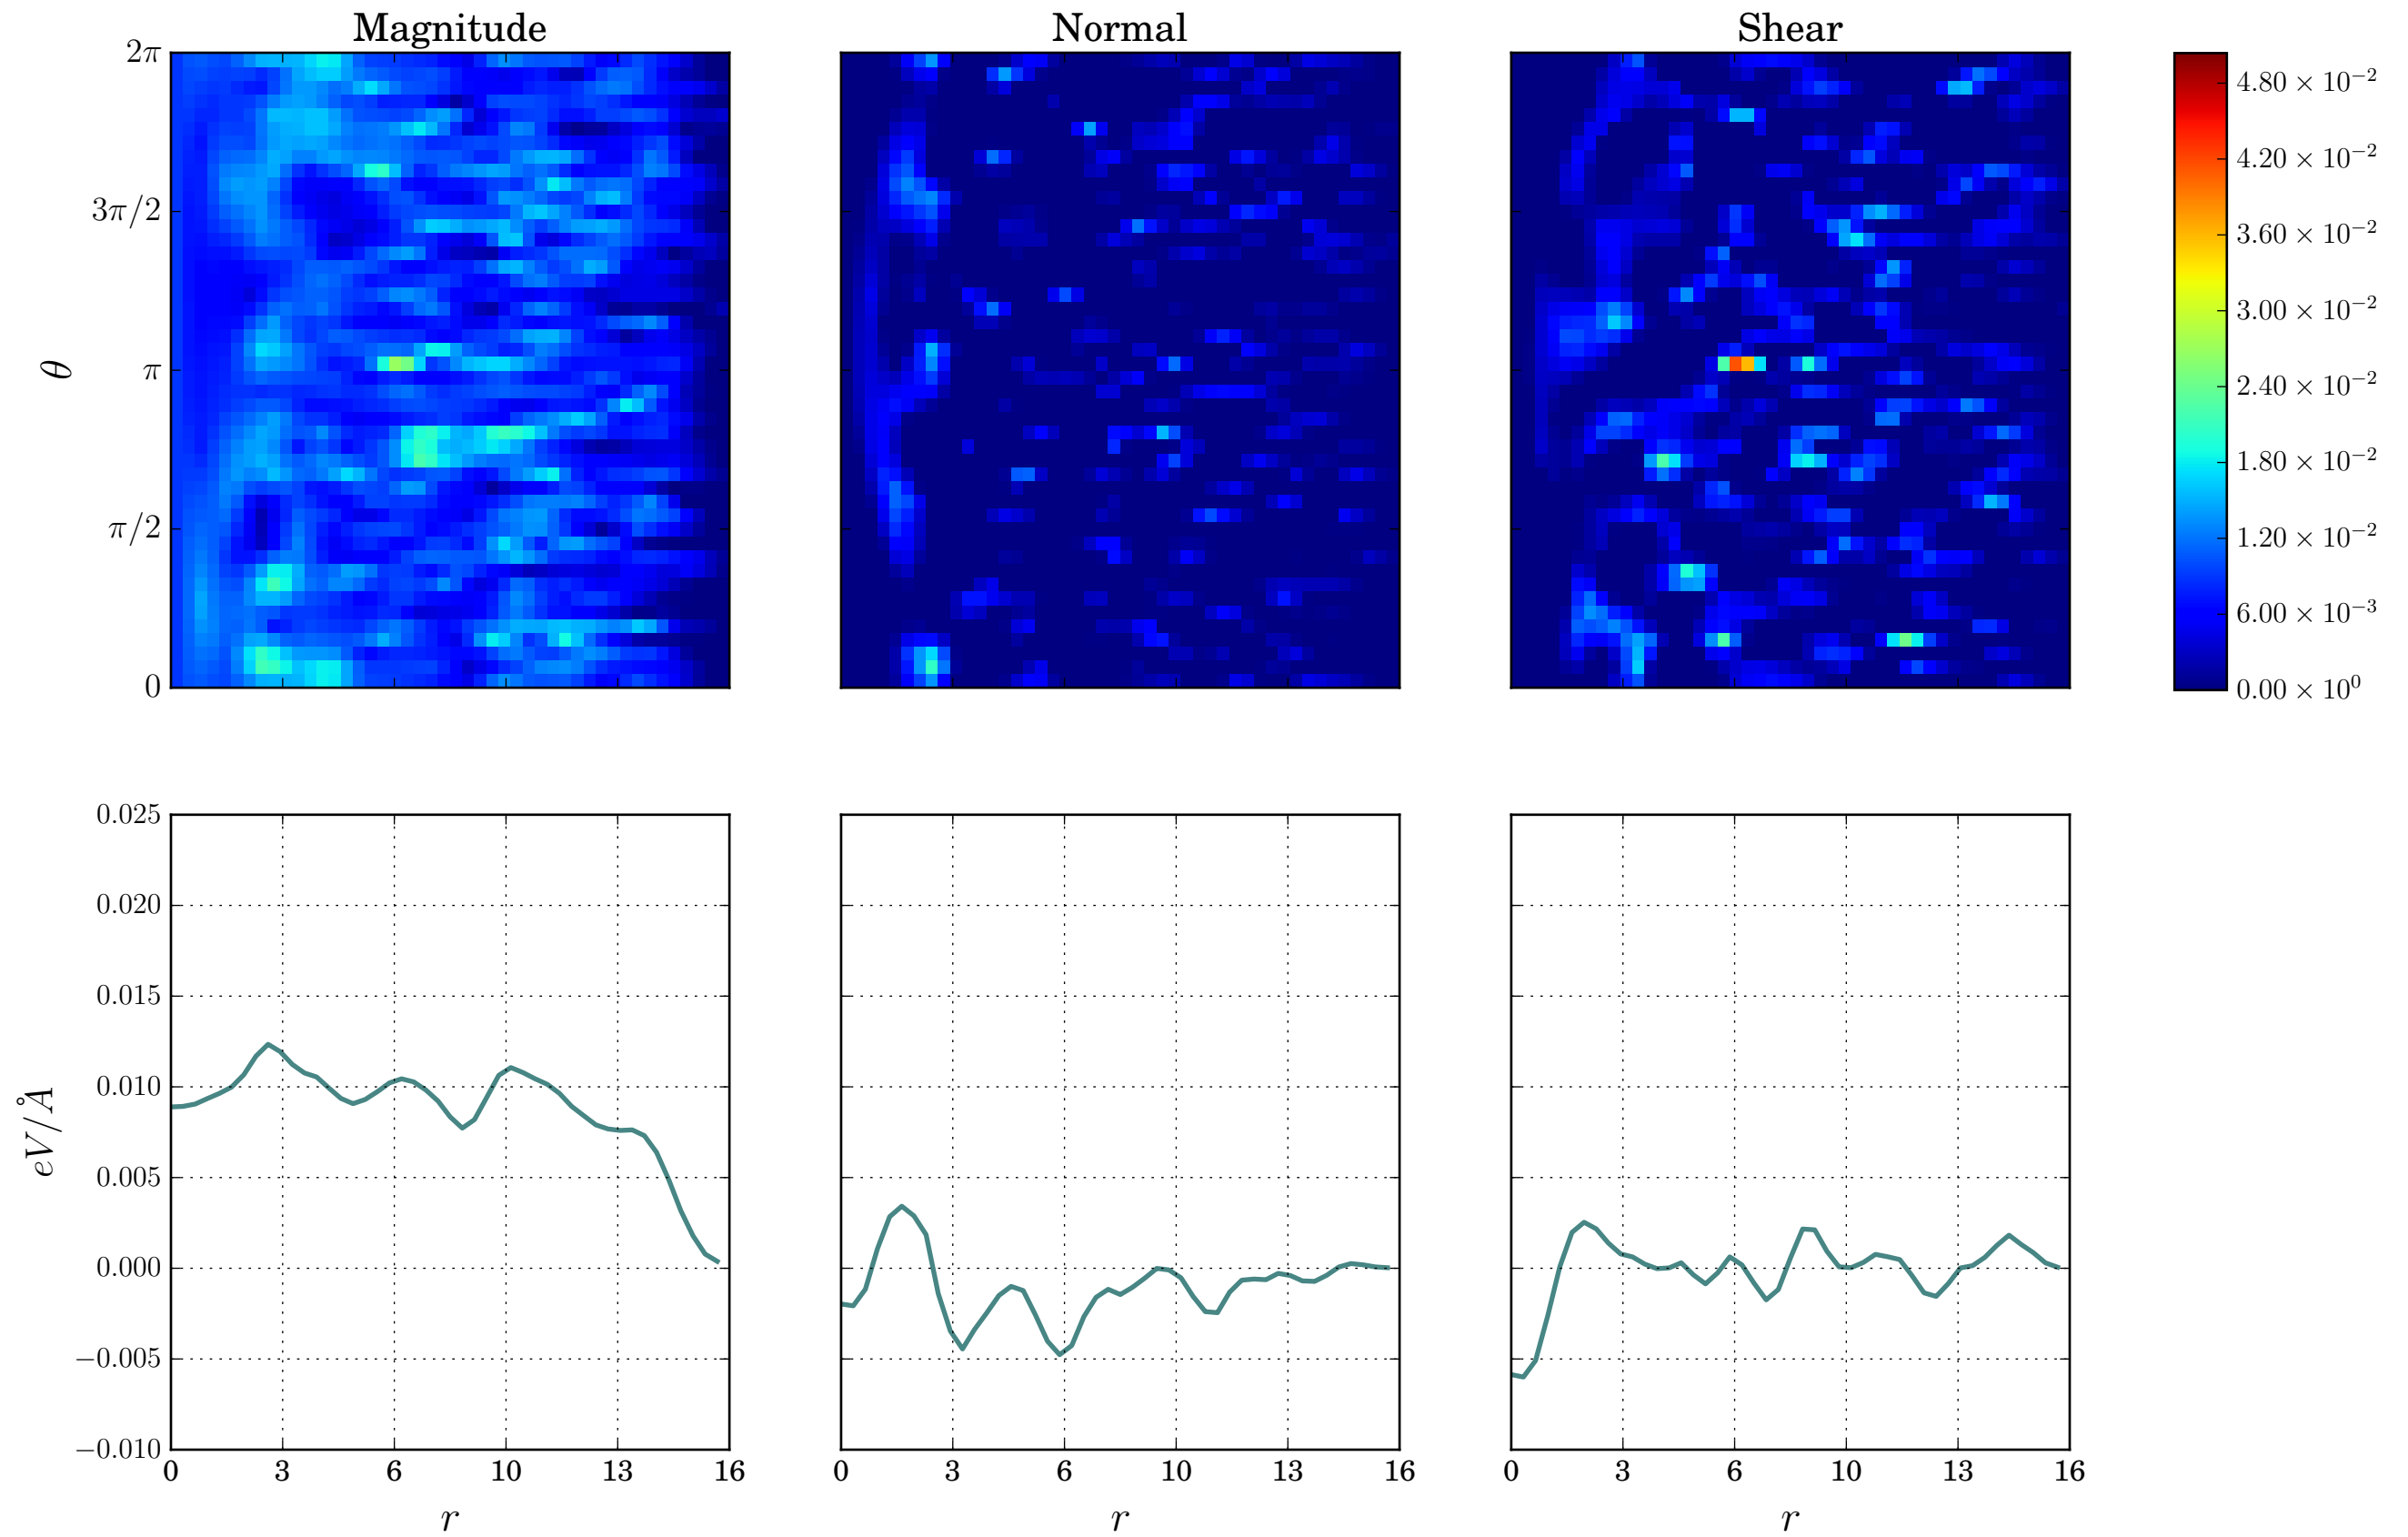 Magnitude Normal Shear
2π
3π/2
π
π/2
0
θ
4.80 × 10⁻²
4.20 × 10⁻²
3.60 × 10⁻²
3.00 × 10⁻²
2.40 × 10⁻²
1.80 × 10⁻²
1.20 × 10⁻²
6.00 × 10⁻³
0.00 × 10⁰
0.025
0.020
0.015
0.010
0.005
0.000
−0.005
−0.010
eV/Å
0 3 6 10 13 16
0 3 6 10 13 16
0 3 6 10 13 16
r r r